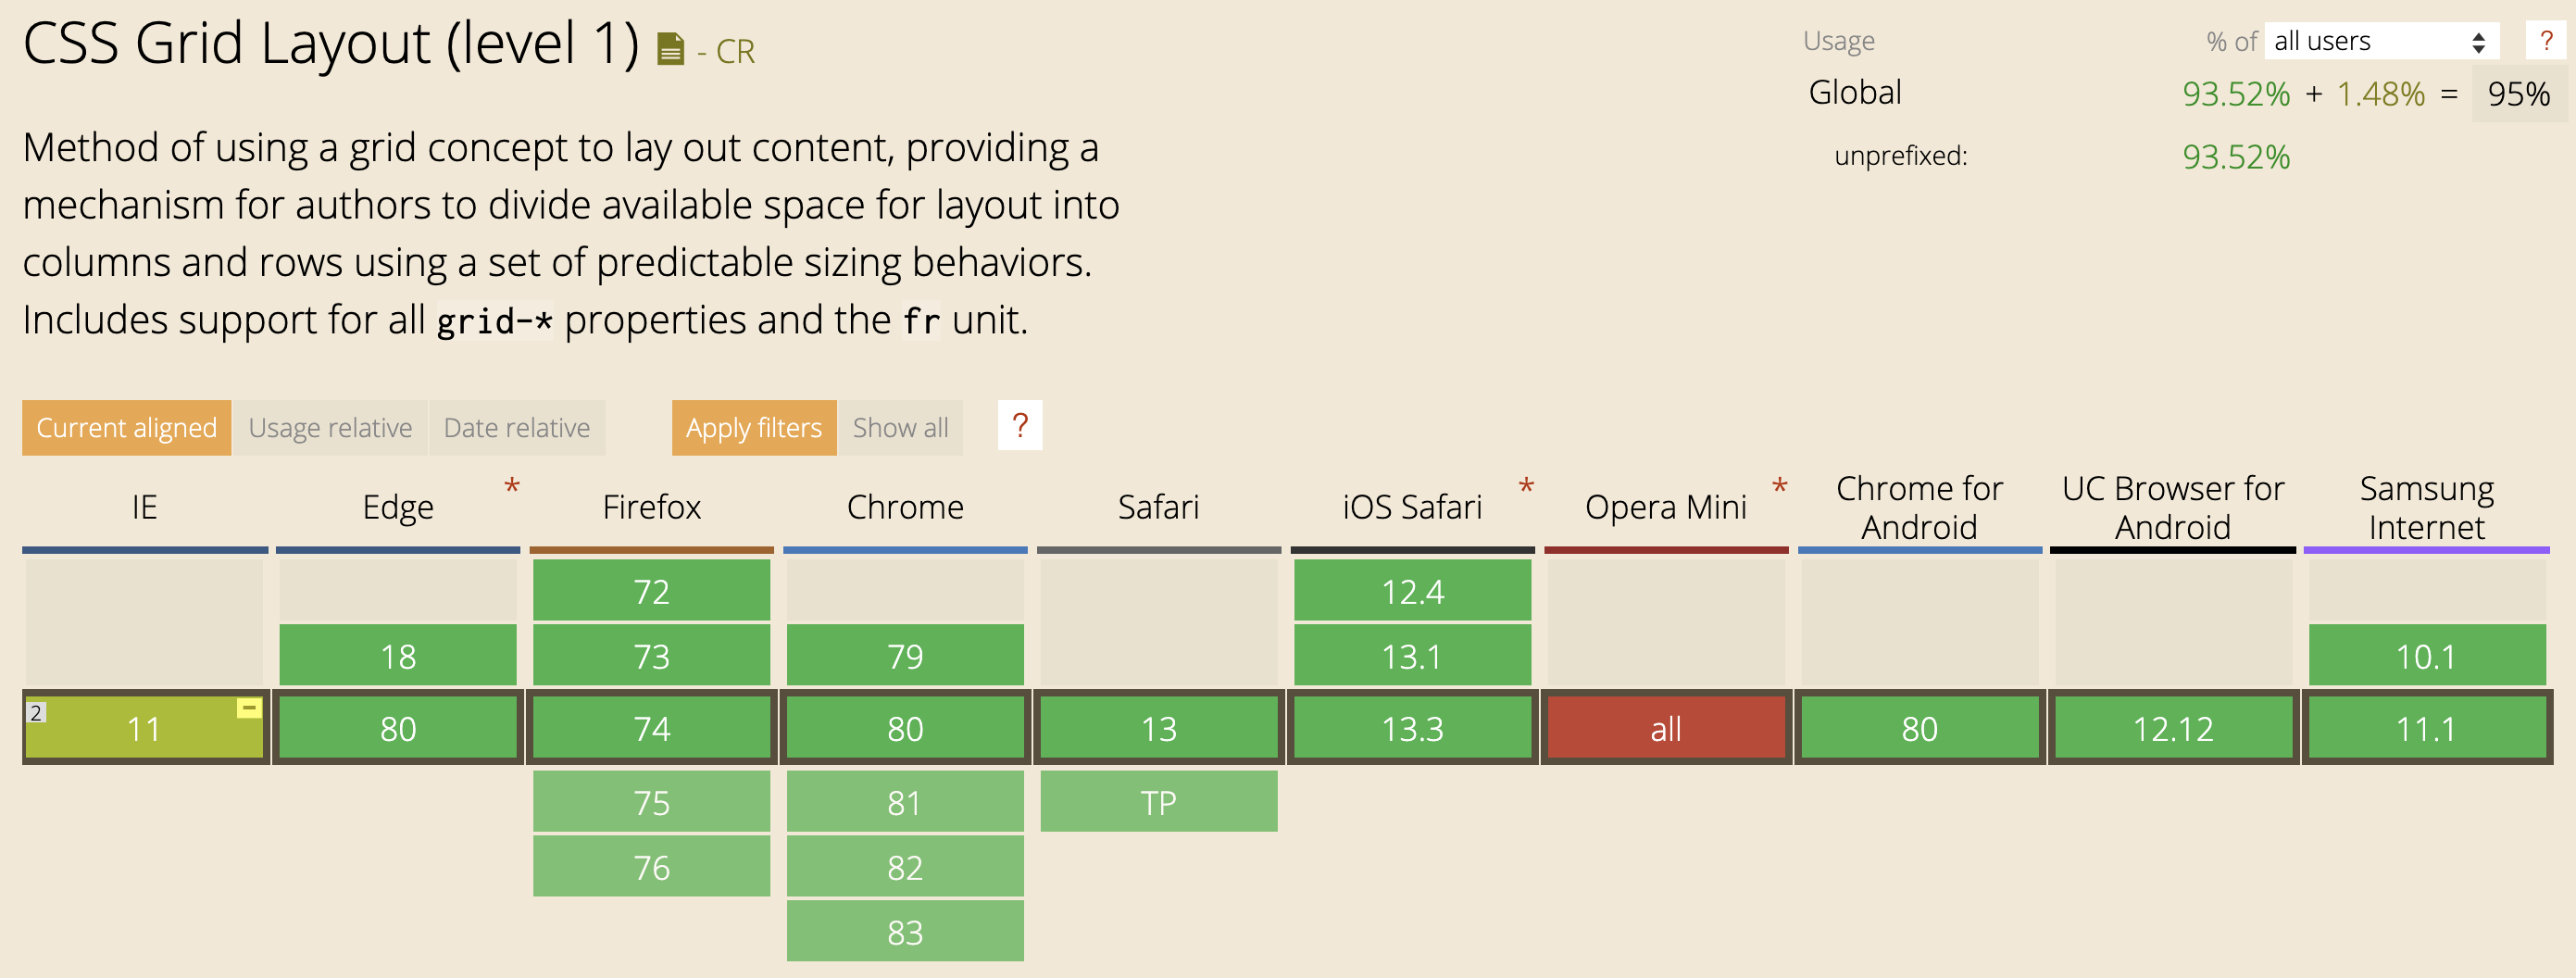 CSS Grid Layout (level 1) - CR
Usage % of all users ?
Global 93.52% + 1.48% = 95%
unprefixed: 93.52%
Method of using a grid concept to lay out content, providing a
mechanism for authors to divide available space for layout into
columns and rows using a set of predictable sizing behaviors.
Includes support for all grid-* properties and the fr unit.
Current aligned Usage relative Date relative Apply filters Show all ?
IE Edge * Firefox Chrome Safari iOS Safari * Opera Mini * Chrome for Android UC Browser for Android Samsung Internet
72 12.4
18 73 79 13.1 10.1
2 11 - 80 74 80 13 13.3 all 80 12.12 11.1
75 81 TP
76 82
83